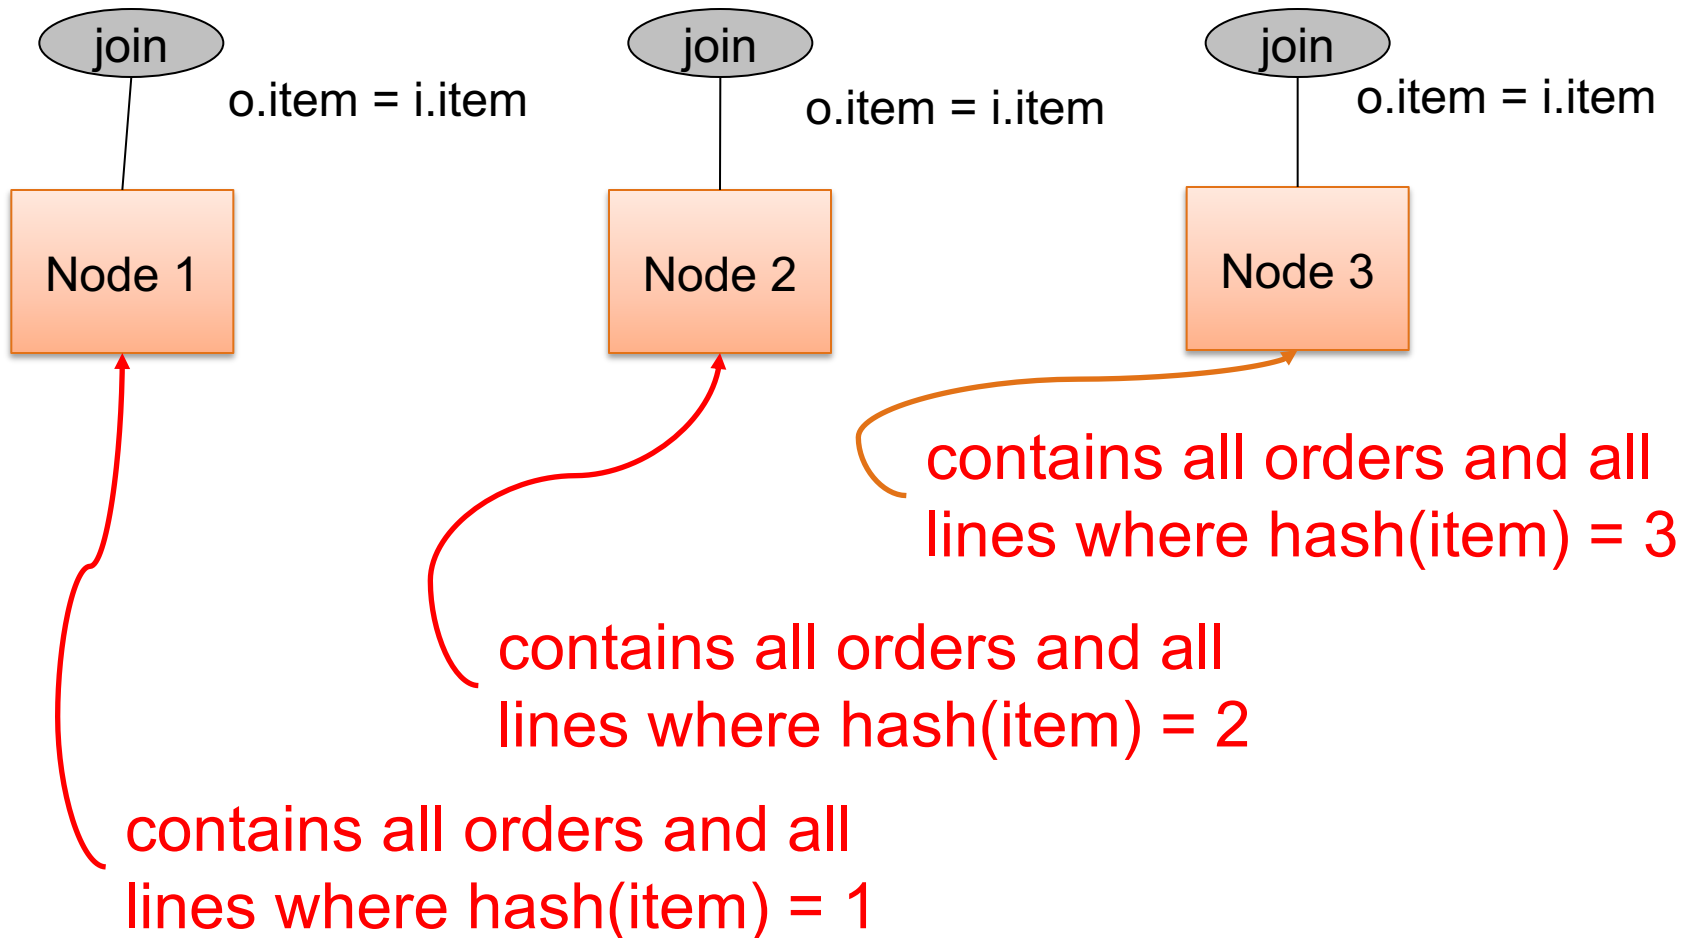 join
join
join
o.item = i.item
o.item = i.item
o.item = i.item
Node 1
Node 2
Node 3
contains all orders and all
lines where hash(item) = 3
contains all orders and all
lines where hash(item) = 2
contains all orders and all
lines where hash(item) = 1